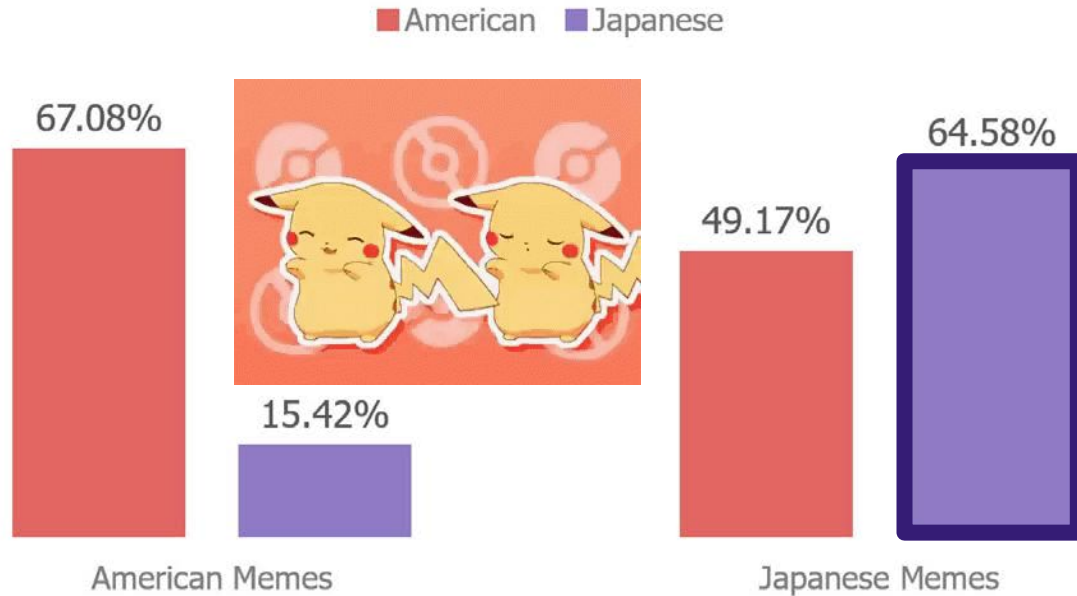 American Japanese
67.08%
64.58%
49.17%
15.42%
American Memes
Japanese Memes